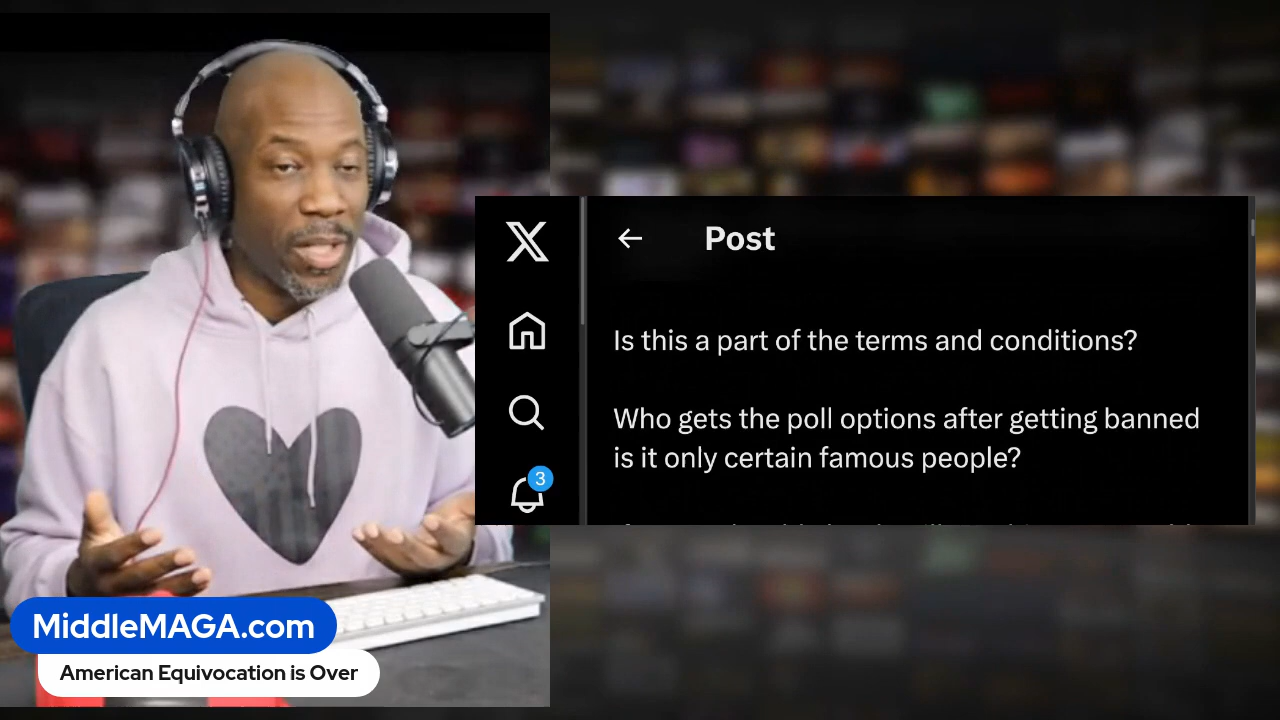 Post
Is this a part of the terms and conditions?
Who gets the poll options after getting banned
is it only certain famous people?
3
MiddleMAGA.com
American Equivocation is Over